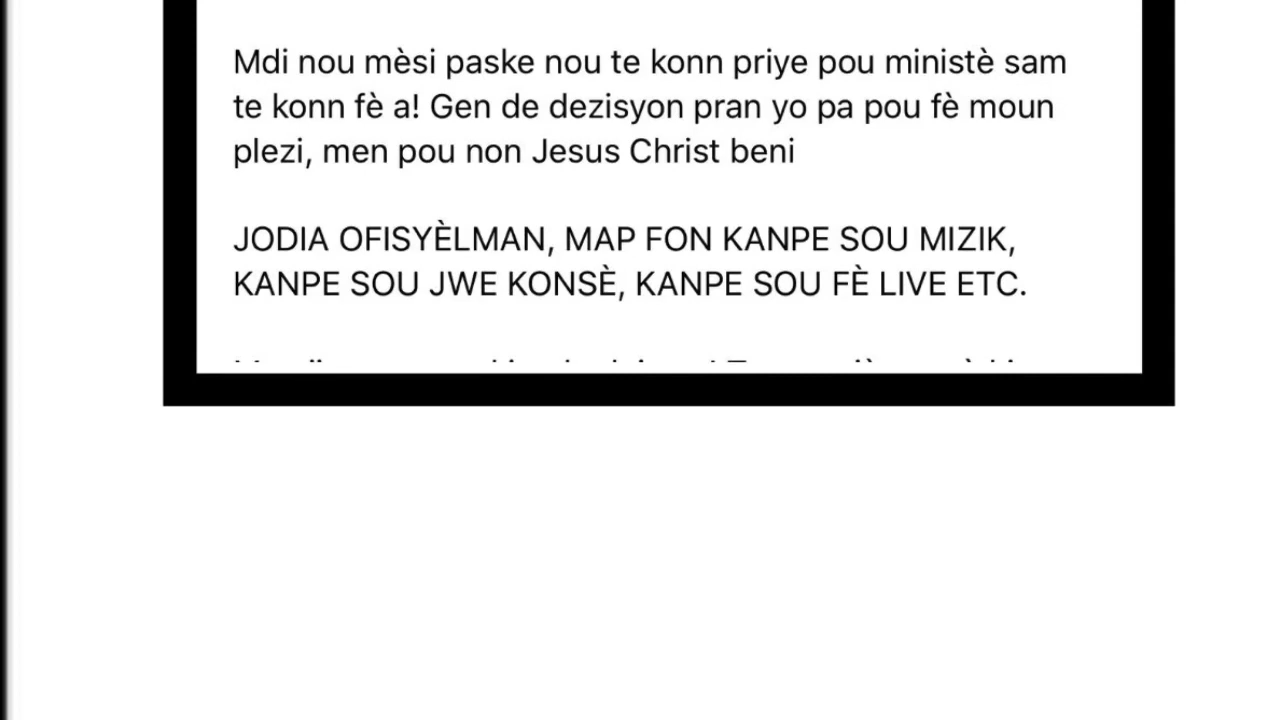 Mdi nou mèsi paske nou te konn priye pou ministè sam
te konn fè a! Gen de dezisyon pran yo pa pou fè moun
plezi, men pou non Jesus Christ beni
JODIA OFISYÈLMAN, MAP FON KANPE SOU MIZIK,
KANPE SOU JWE KONSÈ, KANPE SOU FÈ LIVE ETC.